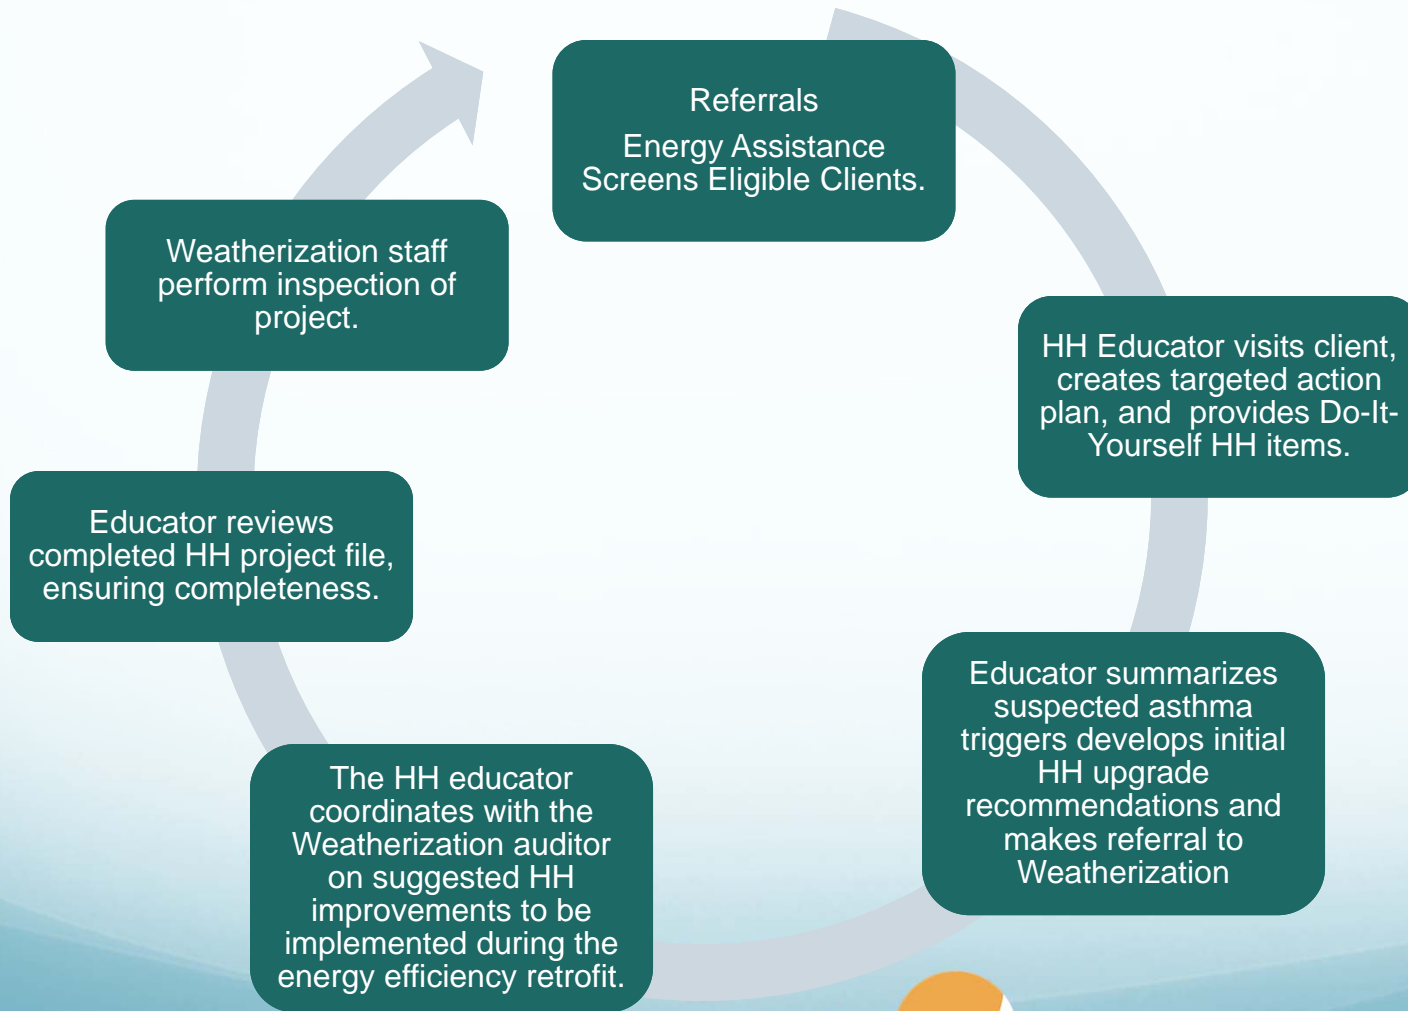 Referrals
Energy Assistance
Screens Eligible Clients.
HH Educator visits client,
creates targeted action
plan, and  provides Do-It-
Yourself HH items.
Educator summarizes
suspected asthma
triggers develops initial
HH upgrade
recommendations and
makes referral to
Weatherization
The HH educator
coordinates with the
Weatherization auditor
on suggested HH
improvements to be
implemented during the
energy efficiency retrofit.
Educator reviews
completed HH project file,
ensuring completeness.
Weatherization staff
perform inspection of
project.